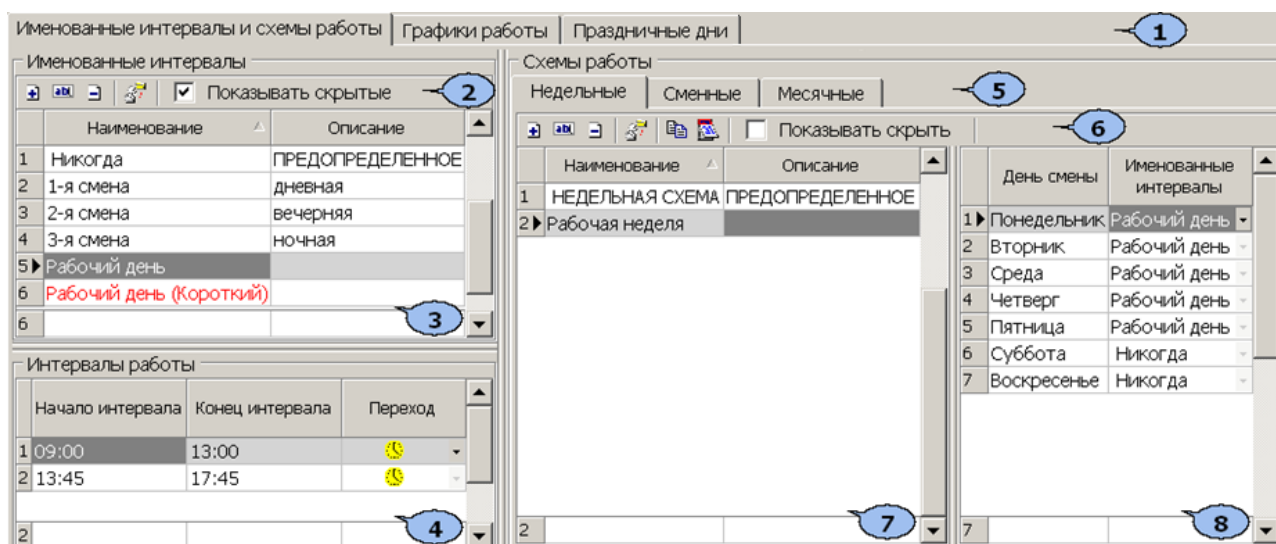 Именованные интервалы и схемы работы Графики работы Праздничные дни 1
Именованные интервалы
abl Показывать скрытые 2
Наименование Описание
1 Никогда ПРЕДОПРЕДЕЛЕННОЕ
2 1-я смена дневная
3 2-я смена вечерняя
4 3-я смена ночная
5 Рабочий день
6 Рабочий день (Короткий)
6 3
Интервалы работы
Начало интервала Конец интервала Переход
1 09:00 13:00
2 13:45 17:45
2 4
Схемы работы
Недельные Сменные Месячные 5
abl Показывать скрыть 6
Наименование Описание
1 НЕДЕЛЬНАЯ СХЕМА ПРЕДОПРЕДЕЛЕННОЕ
2 Рабочая неделя
2 7
День смены Именованные
интервалы
1 Понедельник Рабочий день
2 Вторник Рабочий день
3 Среда Рабочий день
4 Четверг Рабочий день
5 Пятница Рабочий день
6 Суббота Никогда
7 Воскресенье Никогда
7 8